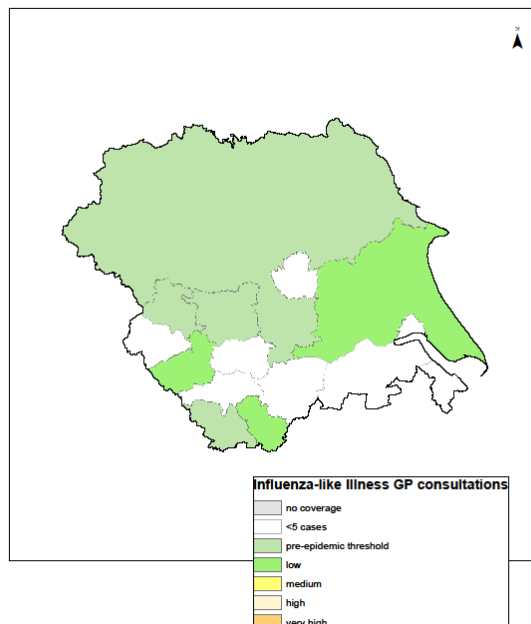 Influenza-like Illness GP consultations
no coverage
<5 cases
pre-epidemic threshold
low
medium
high
very high